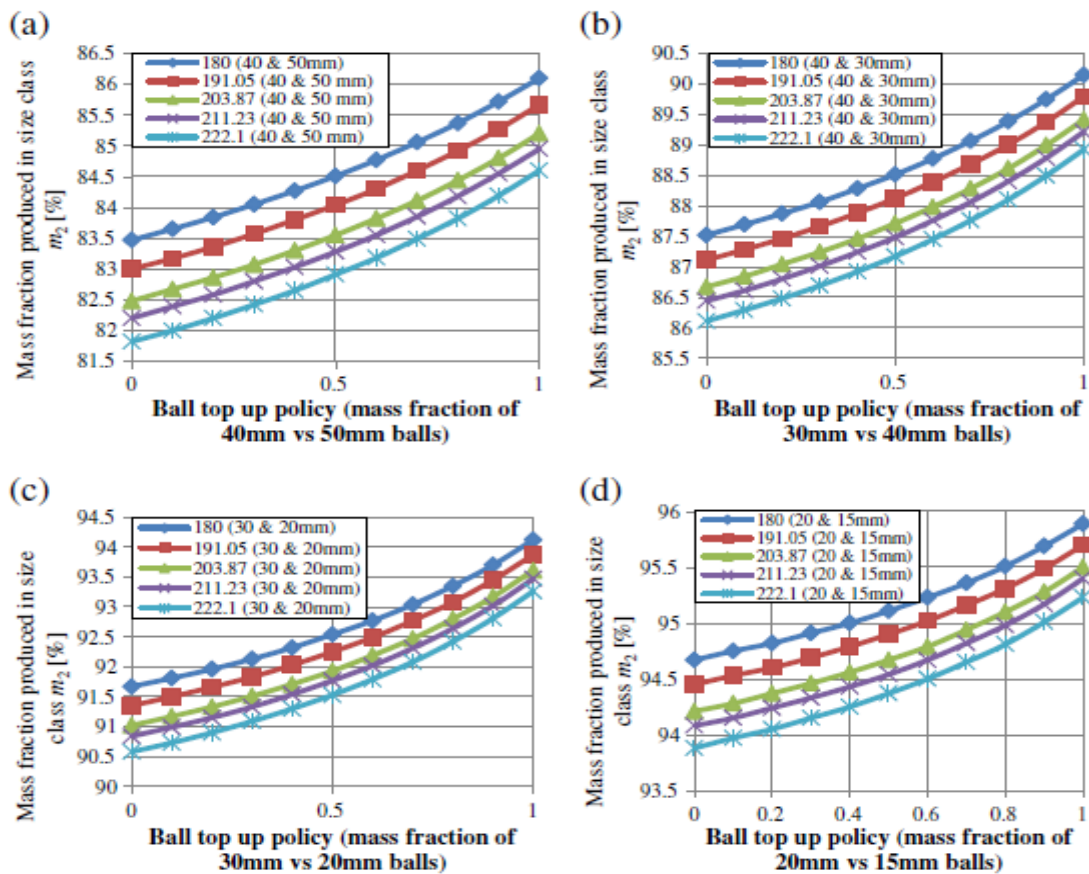 (a)
86.5
86
85.5
85
84.5
84
83.5
83
82.5
82
81.5
180 (40 & 50mm)
191.05 (40 & 50 mm)
203.87 (40 & 50 mm)
211.23 (40 & 50 mm)
222.1 (40 & 50 mm)
Mass fraction produced in size class
m2 [%]
0
0.5
1
Ball top up policy (mass fraction of
40mm vs 50mm balls)
(b)
90.5
90
89.5
89
88.5
88
87.5
87
86.5
86
85.5
180 (40 & 30mm)
191.05 (40 & 30mm)
203.87 (40 & 30mm)
211.23 (40 & 30mm)
222.1 (40 & 30mm)
Mass fraction produced in size class
m2 [%]
0
0.5
1
Ball top up policy (mass fraction of
30mm vs 40mm balls)
(c)
94.5
94
93.5
93
92.5
92
91.5
91
90.5
90
180 (30 & 20mm)
191.05 (30 & 20mm)
203.87 (30 & 20mm)
211.23 (30 & 20mm)
222.1 (30 & 20mm)
Mass fraction produced in size
class m2 [%]
0
0.5
1
Ball top up policy (mass fraction of
30mm vs 20mm balls)
(d)
96
95.5
95
94.5
94
93.5
180 (20 & 15mm)
191.05 (20 & 15mm)
203.87 (20 & 15mm)
211.23 (20 & 15mm)
222.1 (20 & 15mm)
Mass fraction produced in size
class m2 [%]
0
0.2
0.4
0.6
0.8
1
Ball top up policy (mass fraction of
20mm vs 15mm balls)